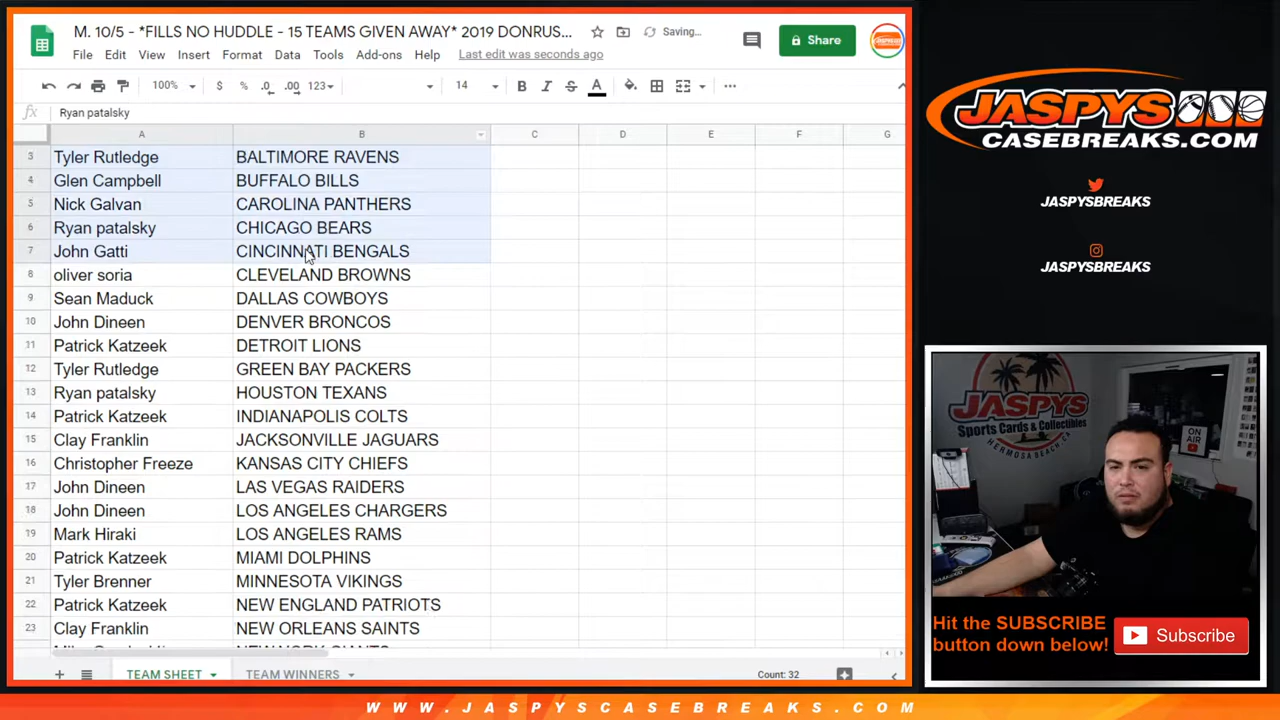 M. 10/5 - *FILLS NO HUDDLE - 15 TEAMS GIVEN AWAY* 2019 DONRUS...
Saving...
Share
File Edit View Insert Format Data Tools Add-ons Help Last edit was seconds ago
100% $ % .0 .00 123 14 B I S A
fx Ryan patalsky
A B C D E F G
3 Tyler Rutledge BALTIMORE RAVENS
4 Glen Campbell BUFFALO BILLS
5 Nick Galvan CAROLINA PANTHERS
6 Ryan patalsky CHICAGO BEARS
7 John Gatti CINCINNATI BENGALS
8 oliver soria CLEVELAND BROWNS
9 Sean Maduck DALLAS COWBOYS
10 John Dineen DENVER BRONCOS
11 Patrick Katzeek DETROIT LIONS
12 Tyler Rutledge GREEN BAY PACKERS
13 Ryan patalsky HOUSTON TEXANS
14 Patrick Katzeek INDIANAPOLIS COLTS
15 Clay Franklin JACKSONVILLE JAGUARS
16 Christopher Freeze KANSAS CITY CHIEFS
17 John Dineen LAS VEGAS RAIDERS
18 John Dineen LOS ANGELES CHARGERS
19 Mark Hiraki LOS ANGELES RAMS
20 Patrick Katzeek MIAMI DOLPHINS
21 Tyler Brenner MINNESOTA VIKINGS
22 Patrick Katzeek NEW ENGLAND PATRIOTS
23 Clay Franklin NEW ORLEANS SAINTS
TEAM SHEET TEAM WINNERS Count: 32
JASPYS
CASEBREAKS.COM
JASPYSBREAKS
JASPYSBREAKS
JASPYS
Sports Cards & Collectibles
HERMOSA BEACH, CA
ON AIR
Hit the SUBSCRIBE
button down below!
Subscribe
WWW.JASPYSCASEBREAKS.COM